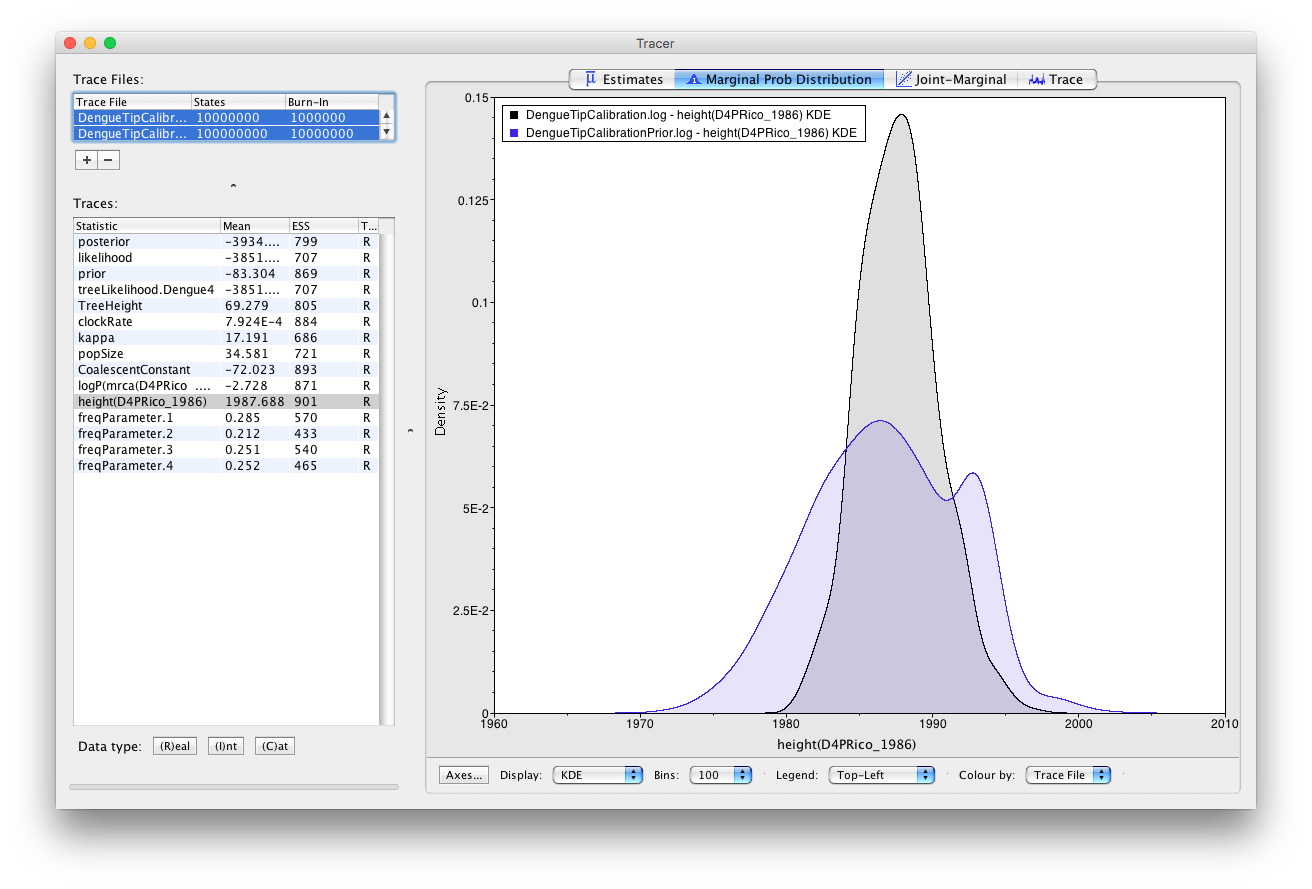 Tracer
Trace Files:
Trace File States Burn-In
DengueTipCalibr... 10000000 1000000
DengueTipCalibr... 100000000 10000000
+ −
Traces:
Statistic Mean ESS T...
posterior -3934.... 799 R
likelihood -3851.... 707 R
prior -83.304 869 R
treeLikelihood.Dengue4 -3851.... 707 R
TreeHeight 69.279 805 R
clockRate 7.924E-4 884 R
kappa 17.191 686 R
popSize 34.581 721 R
CoalescentConstant -72.023 893 R
logP(mrca(D4PRico .... -2.728 871 R
height(D4PRico_1986) 1987.688 901 R
freqParameter.1 0.285 570 R
freqParameter.2 0.212 433 R
freqParameter.3 0.251 540 R
freqParameter.4 0.252 465 R
Data type: (R)eal (I)nt (C)at
Estimates Marginal Prob Distribution Joint-Marginal Trace
DengueTipCalibration.log - height(D4PRico_1986) KDE
DengueTipCalibrationPrior.log - height(D4PRico_1986) KDE
0.15
0.125
0.1
7.5E-2
5E-2
2.5E-2
0
Density
1960 1970 1980 1990 2000 2010
height(D4PRico_1986)
Axes... Display: KDE Bins: 100 Legend: Top-Left Colour by: Trace File